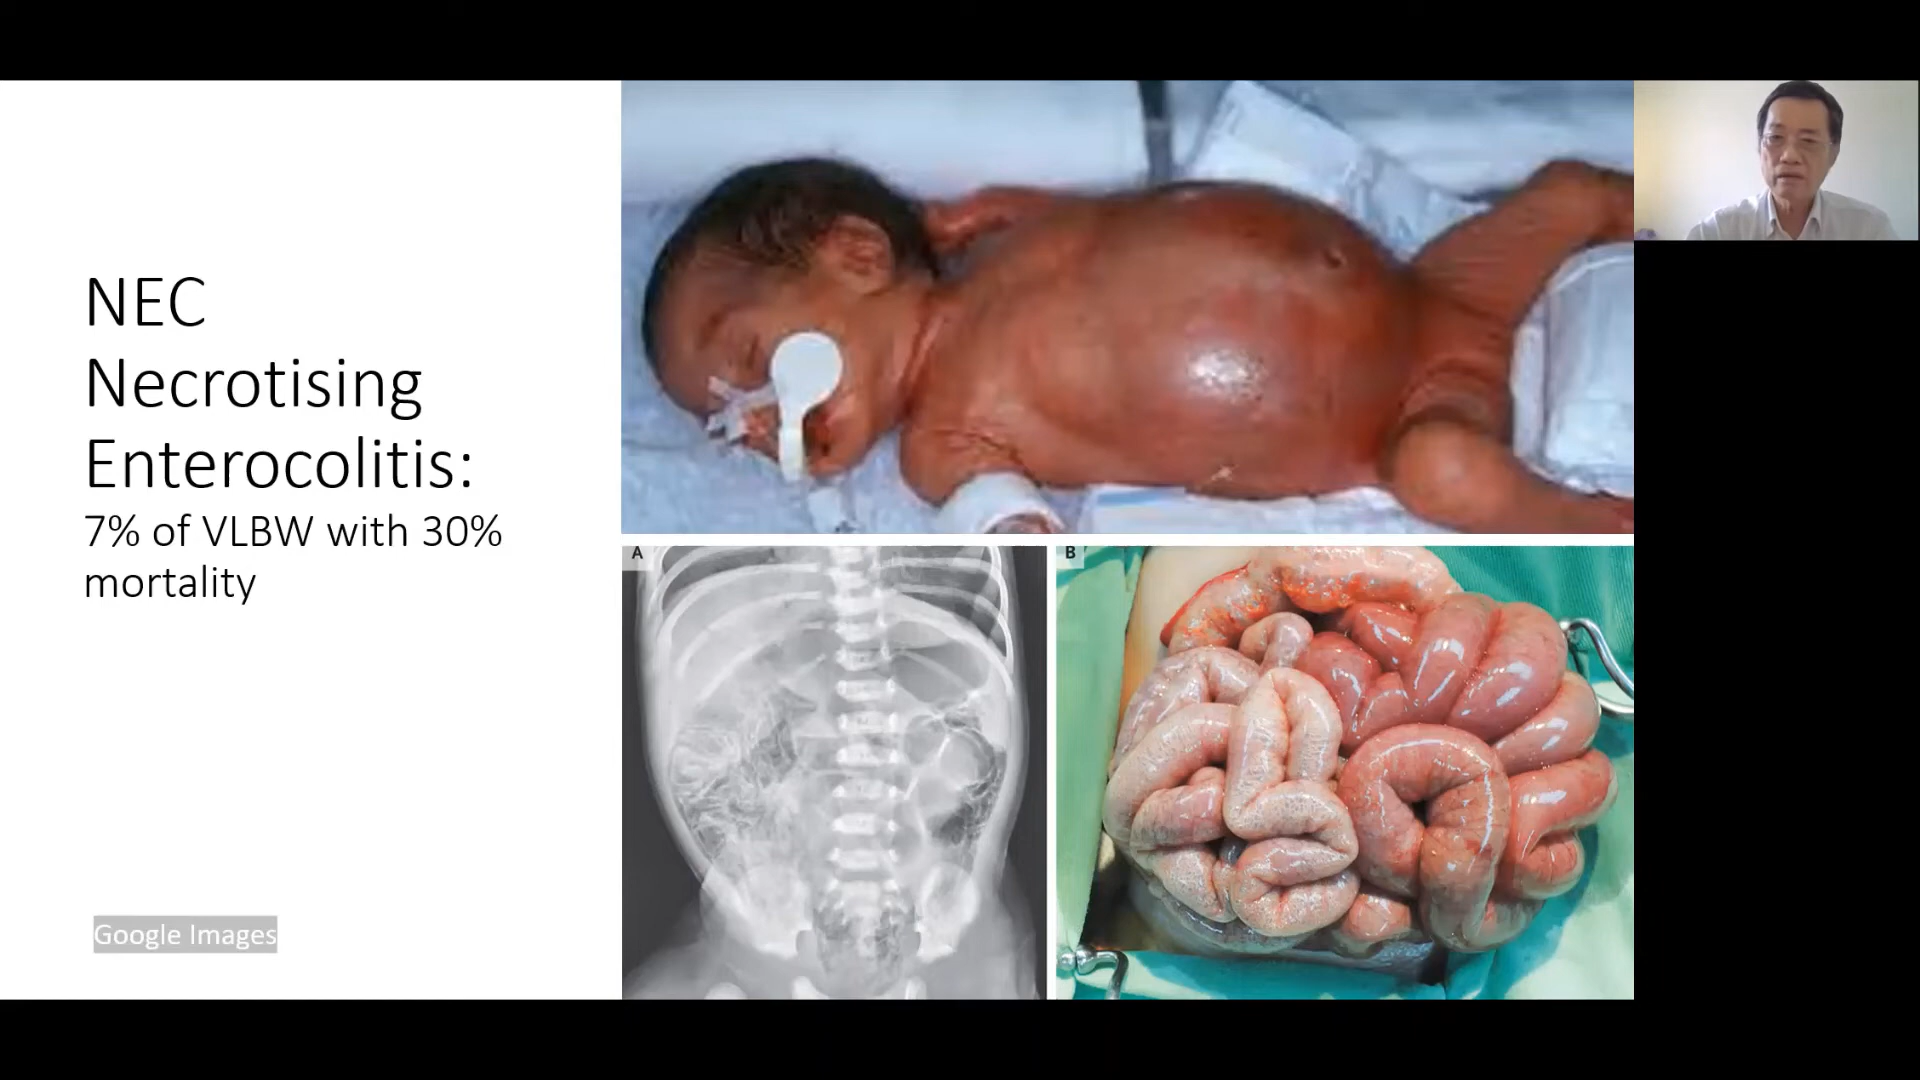 NEC
Necrotising
Enterocolitis:
7% of VLBW with 30%
mortality
Google Images
A
B